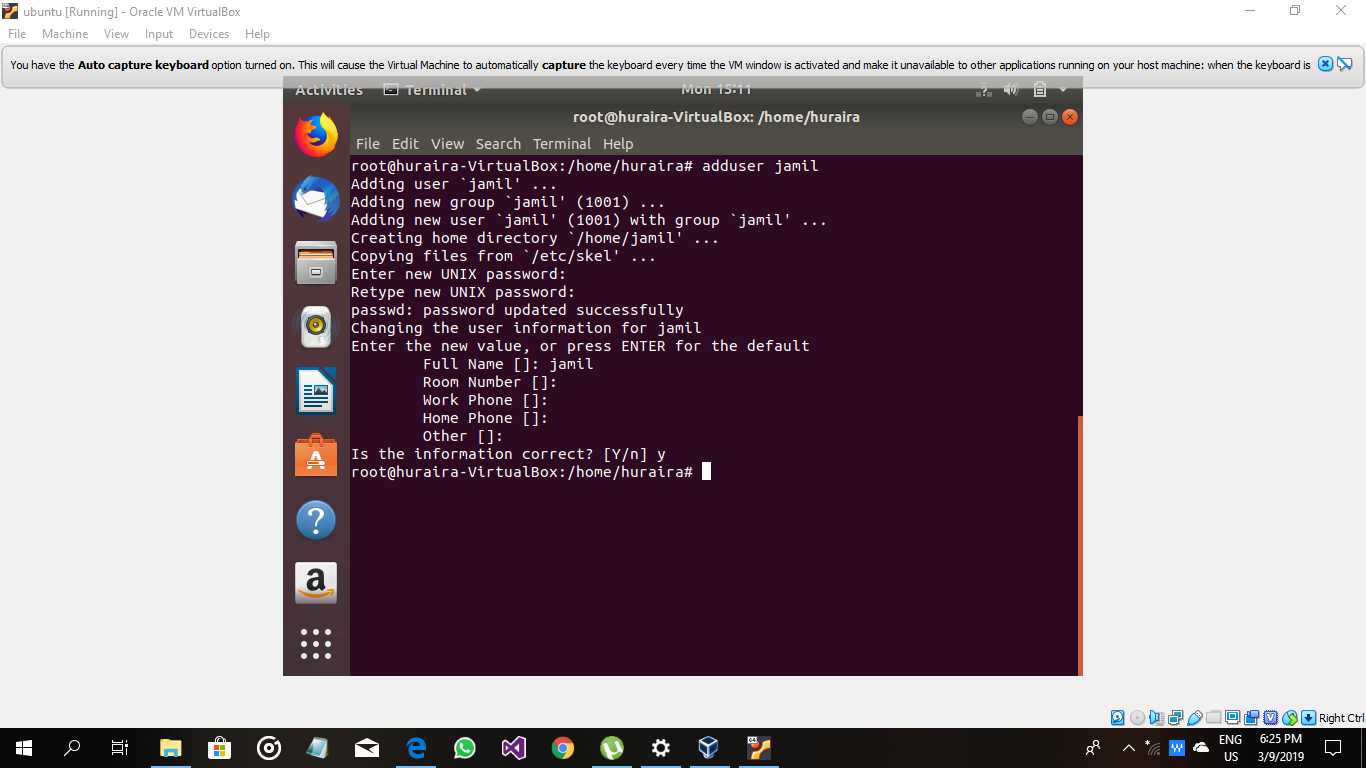 ubuntu [Running] - Oracle VM VirtualBox
File Machine View Input Devices Help
You have the Auto capture keyboard option turned on. This will cause the Virtual Machine to automatically capture the keyboard every time the VM window is activated and make it unavailable to other applications running on your host machine: when the keyboard is
Activities Terminal Mon 15:11
root@huraira-VirtualBox: /home/huraira
File Edit View Search Terminal Help
root@huraira-VirtualBox:/home/huraira# adduser jamil
Adding user `jamil' ...
Adding new group `jamil' (1001) ...
Adding new user `jamil' (1001) with group `jamil' ...
Creating home directory `/home/jamil' ...
Copying files from `/etc/skel' ...
Enter new UNIX password:
Retype new UNIX password:
passwd: password updated successfully
Changing the user information for jamil
Enter the new value, or press ENTER for the default
Full Name []: jamil
Room Number []:
Work Phone []:
Home Phone []:
Other []:
Is the information correct? [Y/n] y
root@huraira-VirtualBox:/home/huraira#
Right Ctrl
ENG 6:25 PM
US 3/9/2019